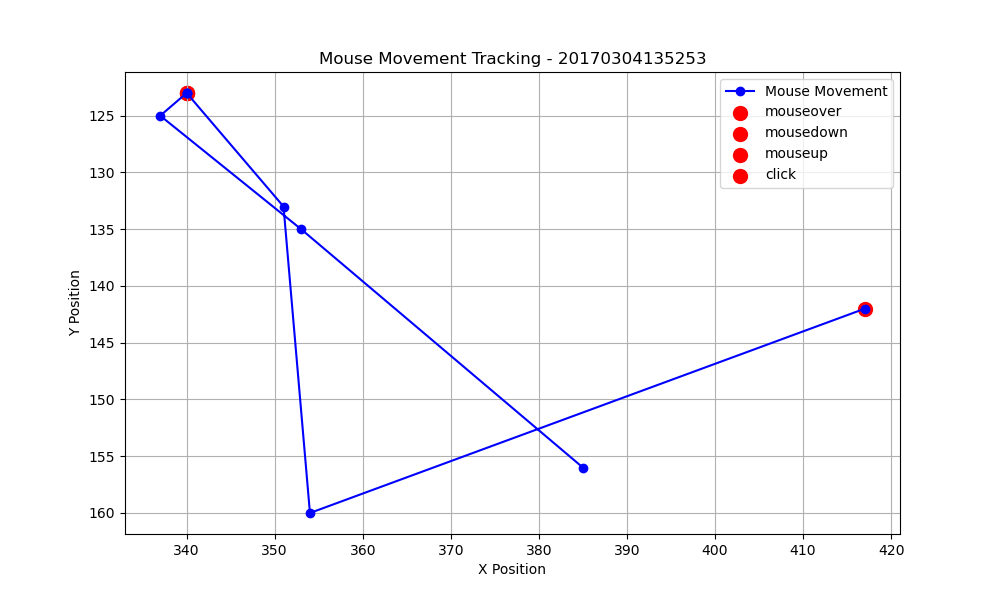 Mouse Movement Tracking - 20170304135253
Mouse Movement
mouseover
mousedown
mouseup
click
125
130
135
140
145
150
155
160
Y Position
340 350 360 370 380 390 400 410 420
X Position